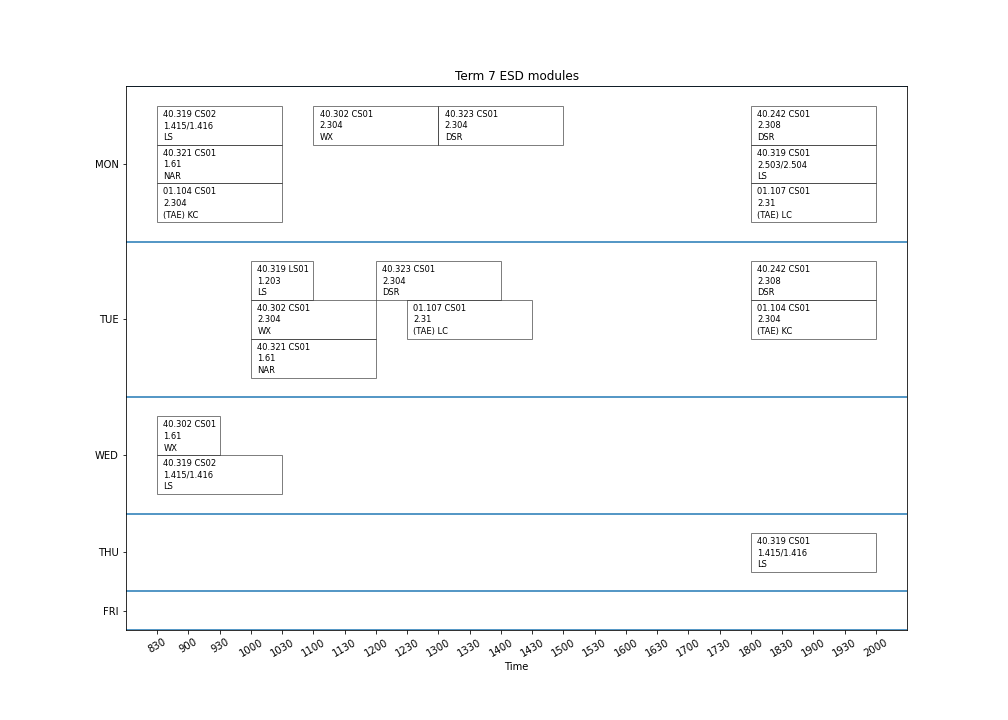 Term 7 ESD modules
MON
40.319 CS02
1.415/1.416
LS
40.321 CS01
1.61
NAR
01.104 CS01
2.304
(TAE) KC
40.302 CS01
2.304
WX
40.323 CS01
2.304
DSR
40.242 CS01
2.308
DSR
40.319 CS01
2.503/2.504
LS
01.107 CS01
2.31
(TAE) LC
TUE
40.319 LS01
1.203
LS
40.302 CS01
2.304
WX
40.321 CS01
1.61
NAR
40.323 CS01
2.304
DSR
01.107 CS01
2.31
(TAE) LC
40.242 CS01
2.308
DSR
01.104 CS01
2.304
(TAE) KC
WED
40.302 CS01
1.61
WX
40.319 CS02
1.415/1.416
LS
THU
40.319 CS01
1.415/1.416
LS
FRI
830 900 930 1000 1030 1100 1130 1200 1230 1300 1330 1400 1430 1500 1530 1600 1630 1700 1730 1800 1830 1900 1930 2000
Time